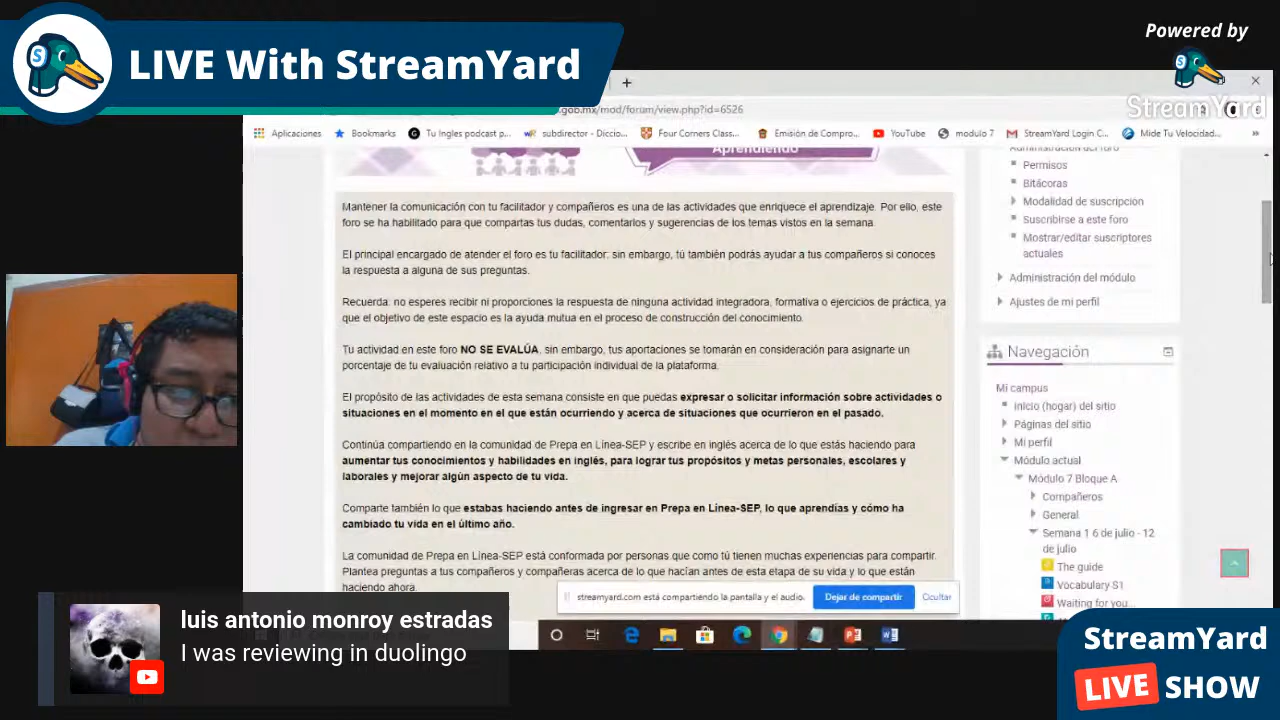 LIVE With StreamYard
Powered by
StreamYard
.gob.mx/mod/forum/view.php?id=6526
Aplicaciones
Bookmarks
Tu Ingles podcast p...
subdirector - Diccio...
Four Corners Class...
Emisión de Compro...
YouTube
modulo 7
StreamYard Login C...
Mide Tu Velocidad...
Aprendiendo
Mantener la comunicación con tu facilitador y compañeros es una de las actividades que enriquece el aprendizaje. Por ello, este
foro se ha habilitado para que compartas tus dudas, comentarios y sugerencias de los temas vistos en la semana.
El principal encargado de atender el foro es tu facilitador, sin embargo, tú también podrás ayudar a tus compañeros si conoces
la respuesta a alguna de sus preguntas.
Recuerda: no esperes recibir ni proporciones la respuesta de ninguna actividad integradora, formativa o ejercicios de práctica, ya
que el objetivo de este espacio es la ayuda mutua en el proceso de construcción del conocimiento.
Tu actividad en este foro NO SE EVALÚA, sin embargo, tus aportaciones se tomarán en consideración para asignarte un
porcentaje de tu evaluación relativo a tu participación individual de la plataforma.
El propósito de las actividades de esta semana consiste en que puedas expresar o solicitar información sobre actividades o
situaciones en el momento en el que están ocurriendo y acerca de situaciones que ocurrieron en el pasado.
Continúa compartiendo en la comunidad de Prepa en Línea-SEP y escribe en inglés acerca de lo que estás haciendo para
aumentar tus conocimientos y habilidades en inglés, para lograr tus propósitos y metas personales, escolares y
laborales y mejorar algún aspecto de tu vida.
Comparte también lo que estabas haciendo antes de ingresar en Prepa en Línea-SEP, lo que aprendías y cómo ha
cambiado tu vida en el último año.
La comunidad de Prepa en Línea-SEP está conformada por personas que como tú tienen muchas experiencias para compartir.
Plantea preguntas a tus compañeros y compañeras acerca de lo que hacían antes de esta etapa de su vida y lo que están
haciendo ahora.
Administración del foro
Permisos
Bitácoras
Modalidad de suscripción
Suscribirse a este foro
Mostrar/editar suscriptores
actuales
Administración del módulo
Ajustes de mi perfil
Navegación
Mi campus
Inicio (hogar) del sitio
Páginas del sitio
Mi perfil
Módulo actual
Módulo 7 Bloque A
Compañeros
General
Semana 1 6 de julio - 12
de julio
The guide
Vocabulary S1
Waiting for you...
streamyard.com está compartiendo la pantalla y el audio.
Dejar de compartir
Ocultar
luis antonio monroy estradas
I was reviewing in duolingo
StreamYard
LIVE SHOW